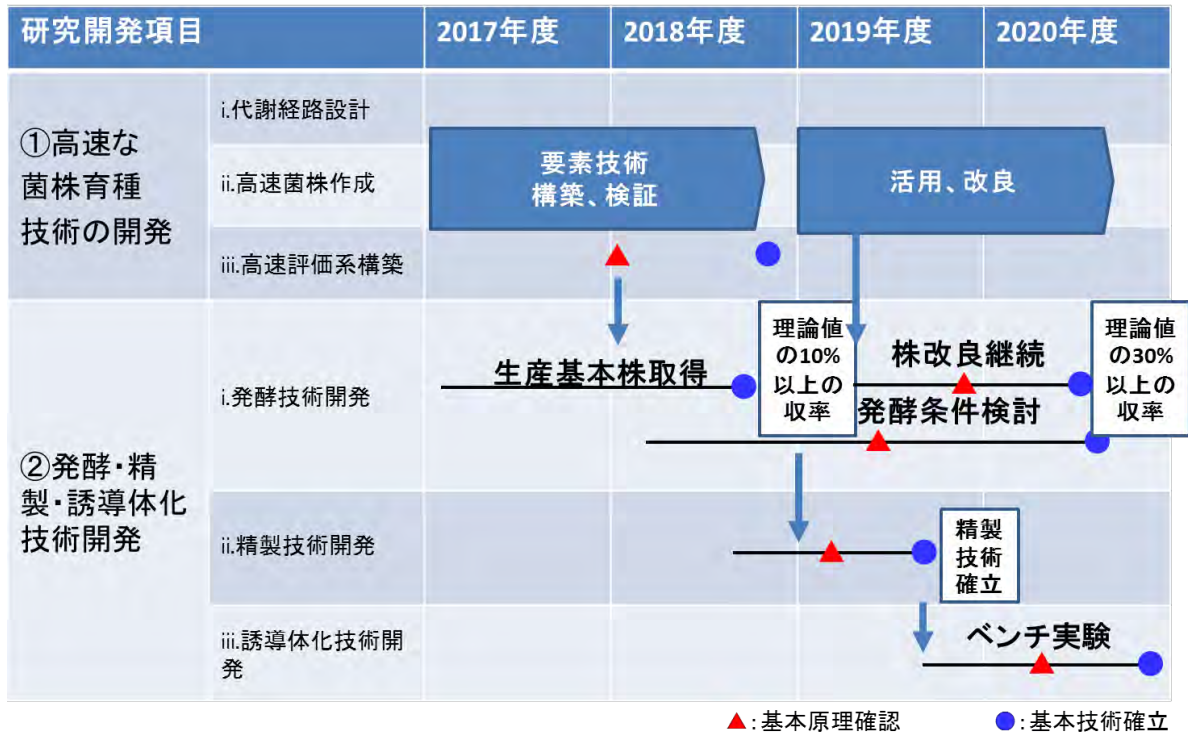 研究開発項目
2017年度
2018年度
2019年度
2020年度
①高速な
菌株育種
技術の開発
i.代謝経路設計
ii.高速菌株作成
iii.高速評価系構築
要素技術
構築、検証
活用、改良
②発酵・精
製・誘導体化
技術開発
i.発酵技術開発
生産基本株取得
理論値
の10%
以上の
収率
株改良継続
発酵条件検討
理論値
の30%
以上の
収率
ii.精製技術開発
精製
技術
確立
iii.誘導体化技術開
発
ベンチ実験
▲:基本原理確認
●:基本技術確立